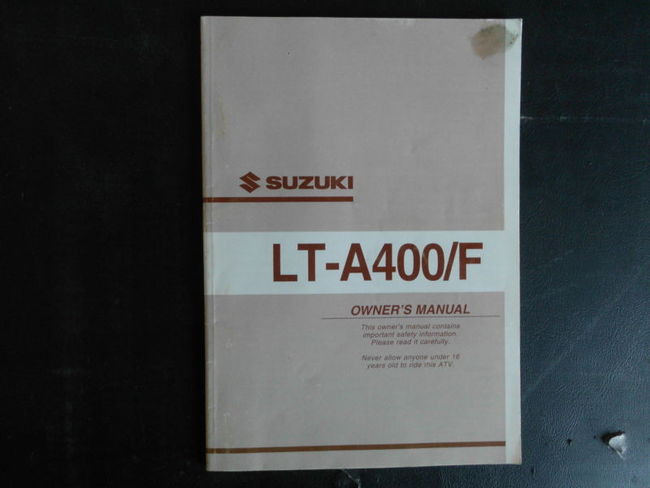 SUZUKI
LT-A400/F
OWNER'S MANUAL
This owner's manual contains
important safety information.
Please read it carefully.
Never allow anyone under 16
years old to ride this ATV.